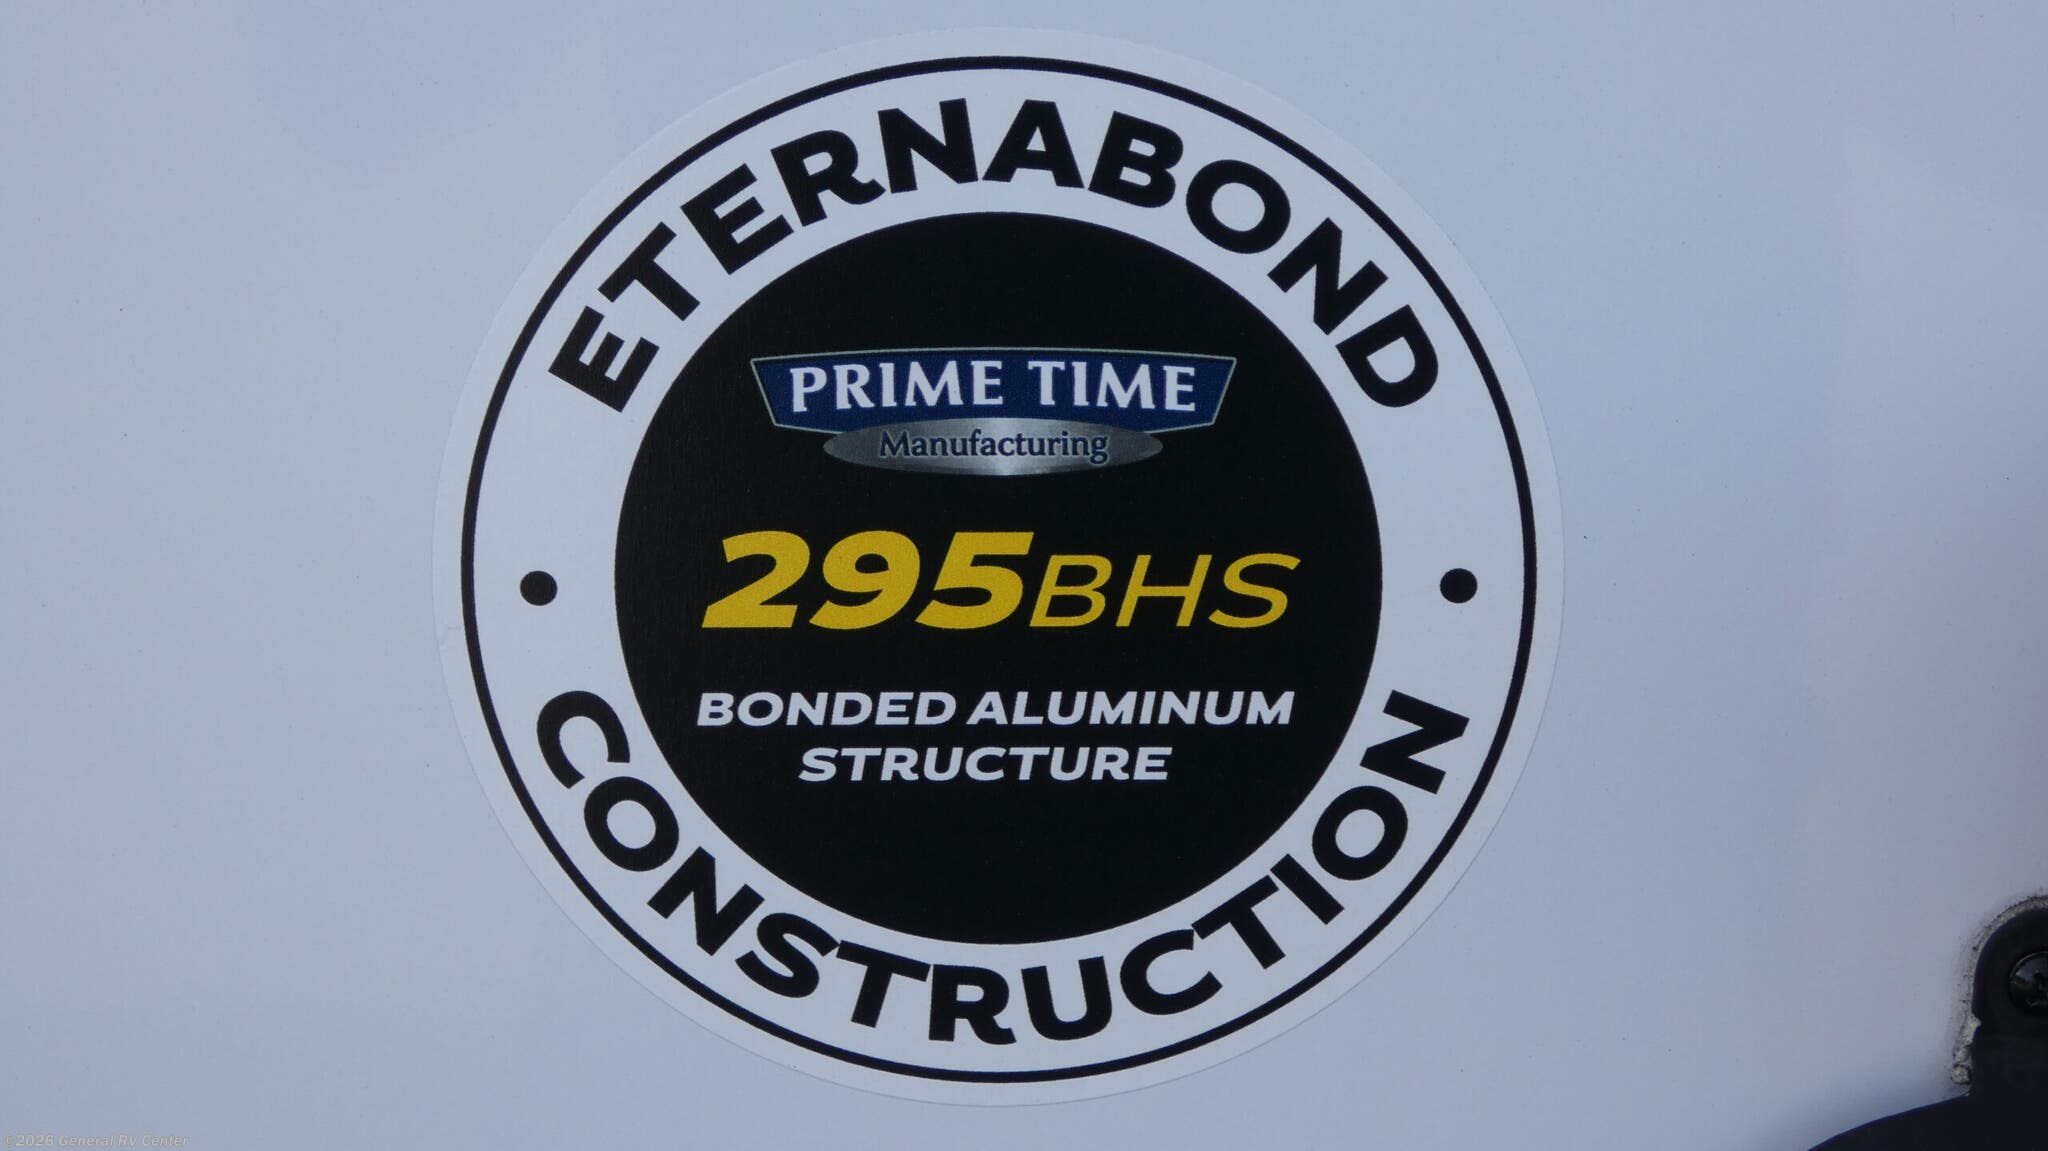 ETERNABOND
PRIME TIME
Manufacturing
295BHS
BONDED ALUMINUM
STRUCTURE
CONSTRUCTION
©2026 General RV Center